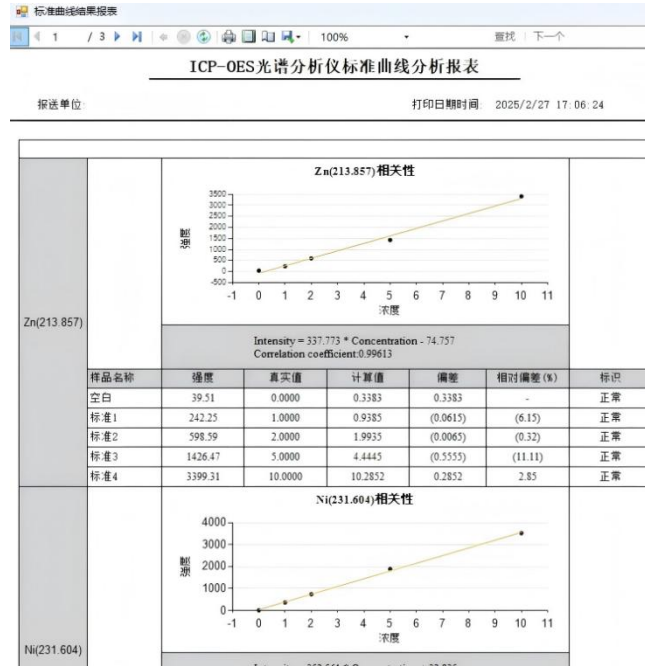 标准曲线结果报表
1 / 3 100% 查找 下一个
ICP-OES光谱分析仪标准曲线分析报表
报送单位: 打印日期时间: 2025/2/27 17:06:24
Zn(213.857)相关性
3500
3000
2500
2000
1500
1000
500
0
-500
强度
-1 0 1 2 3 4 5 6 7 8 9 10 11
浓度
Zn(213.857)
Intensity = 337.773 * Concentration - 74.757
Correlation coefficient:0.99613
样品名称 强度 真实值 计算值 偏差 相对偏差(%) 标识
空白 39.51 0.0000 0.3383 0.3383 - 正常
标准1 242.25 1.0000 0.9385 (0.0615) (6.15) 正常
标准2 598.59 2.0000 1.9935 (0.0065) (0.32) 正常
标准3 1426.47 5.0000 4.4445 (0.5555) (11.11) 正常
标准4 3399.31 10.0000 10.2852 0.2852 2.85 正常
Ni(231.604)相关性
4000
3000
2000
1000
0
强度
-1 0 1 2 3 4 5 6 7 8 9 10 11
浓度
Ni(231.604)